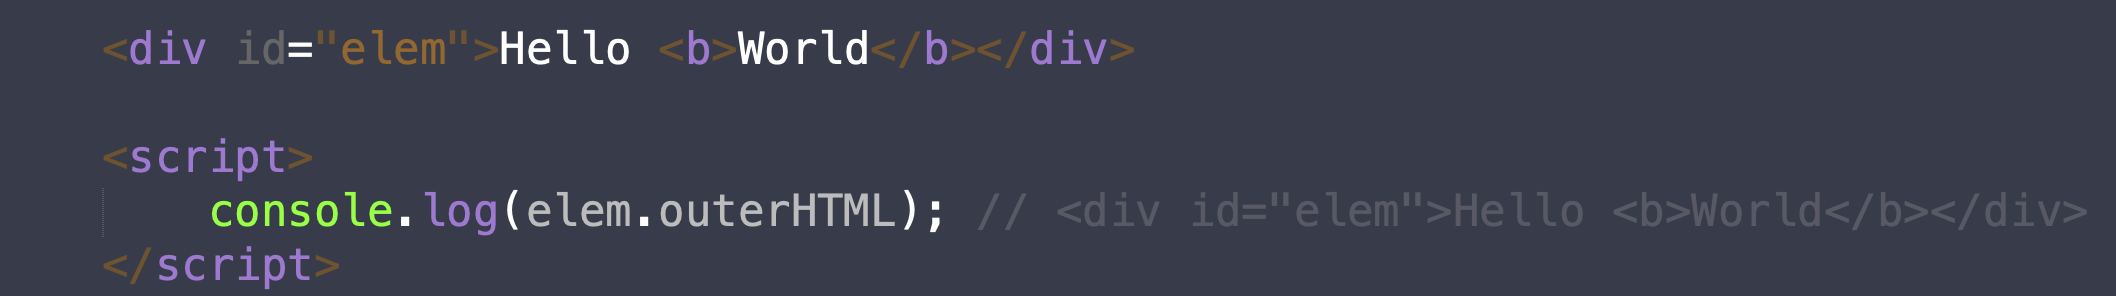 <div id="elem">Hello <b>World</b></div>
<script>
console.log(elem.outerHTML); // <div id="elem">Hello <b>World</b></div>
</script>